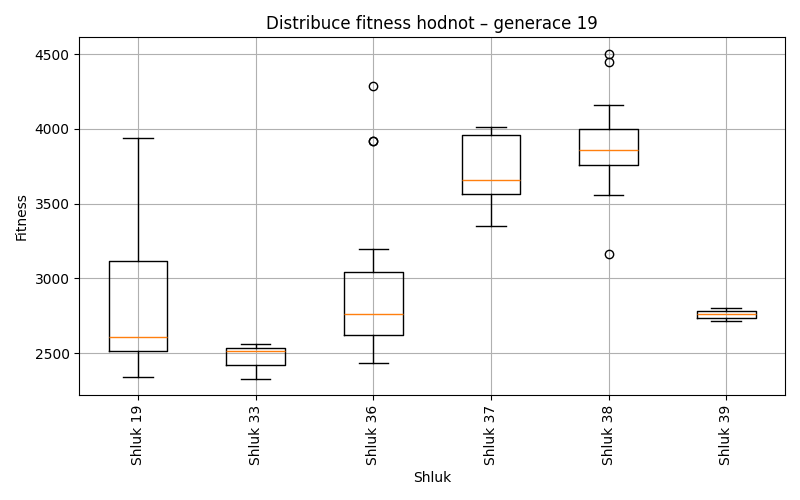 Distribuce fitness hodnot – generace 19
Fitness
4500
4000
3500
3000
2500
Shluk 19
Shluk 33
Shluk 36
Shluk 37
Shluk 38
Shluk 39
Shluk